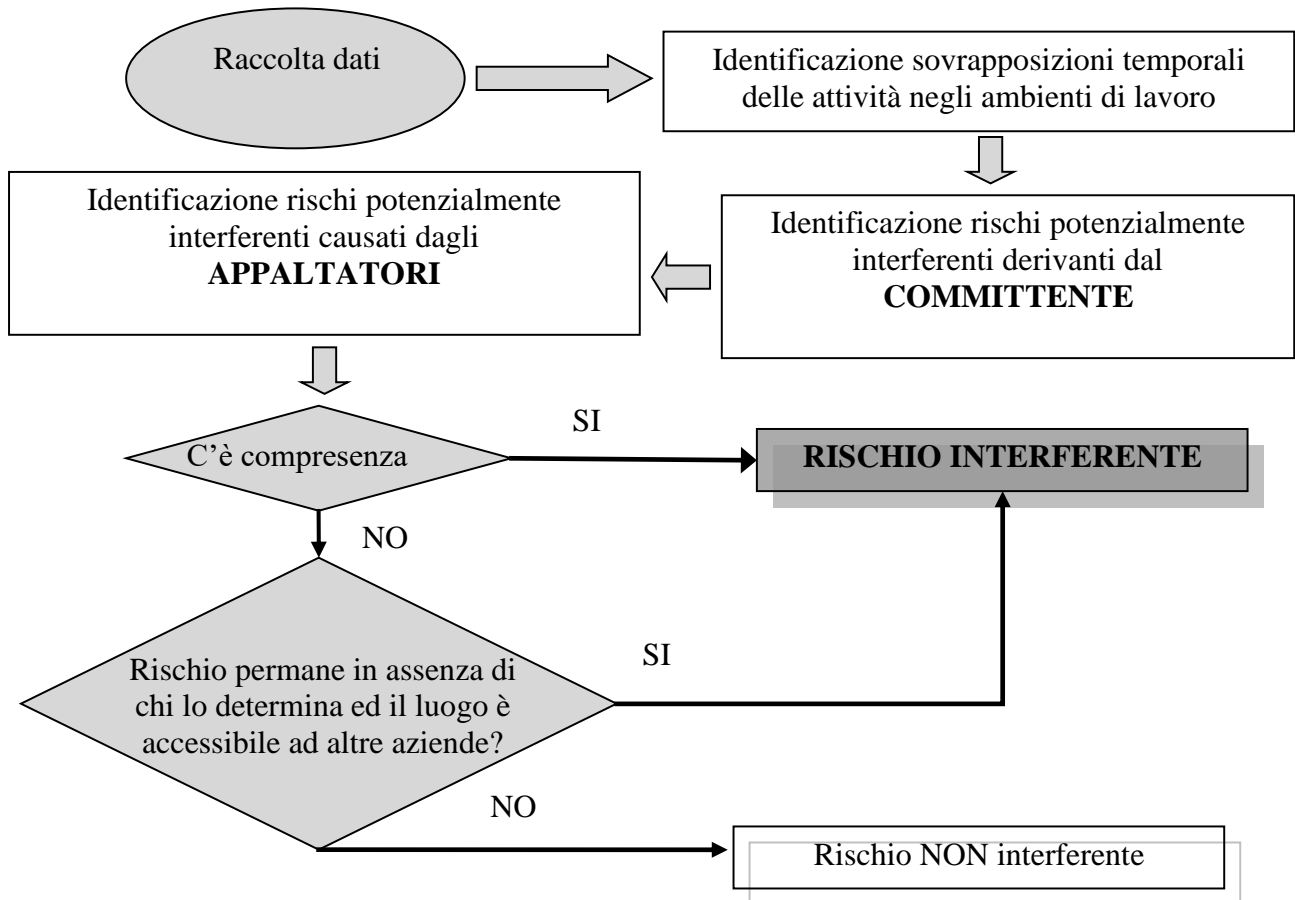 Raccolta dati
Identificazione sovrapposizioni temporali
delle attività negli ambienti di lavoro
Identificazione rischi potenzialmente
interferenti derivanti dal
COMMITTENTE
Identificazione rischi potenzialmente
interferenti causati dagli
APPALTATORI
C’è compresenza
SI
RISCHIO INTERFERENTE
NO
Rischio permane in assenza di
chi lo determina ed il luogo è
accessibile ad altre aziende?
SI
NO
Rischio NON interferente